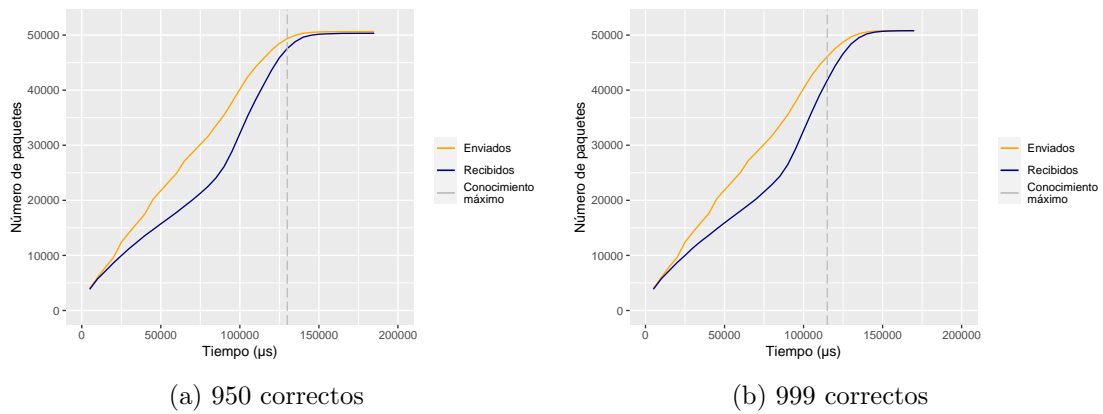 Número de paquetes
50000
40000
30000
20000
10000
0
0 50000 100000 150000 200000
Tiempo (µs)
Enviados
Recibidos
Conocimiento
máximo
(a) 950 correctos
Número de paquetes
50000
40000
30000
20000
10000
0
0 50000 100000 150000 200000
Tiempo (µs)
Enviados
Recibidos
Conocimiento
máximo
(b) 999 correctos